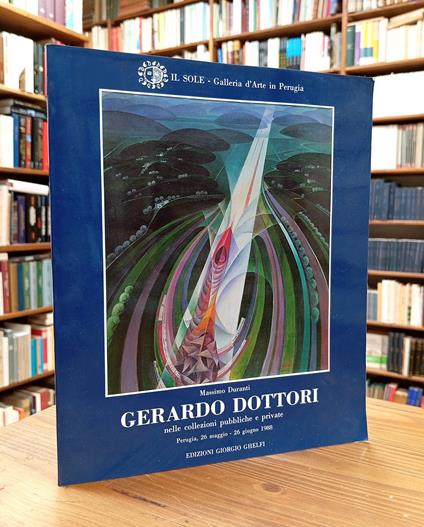 IL SOLE - Galleria d'Arte in Perugia
Massimo Duranti
GERARDO DOTTORI
nelle collezioni pubbliche e private
Perugia, 26 maggio - 26 giugno 1988
EDIZIONI GIORGIO GHELFI